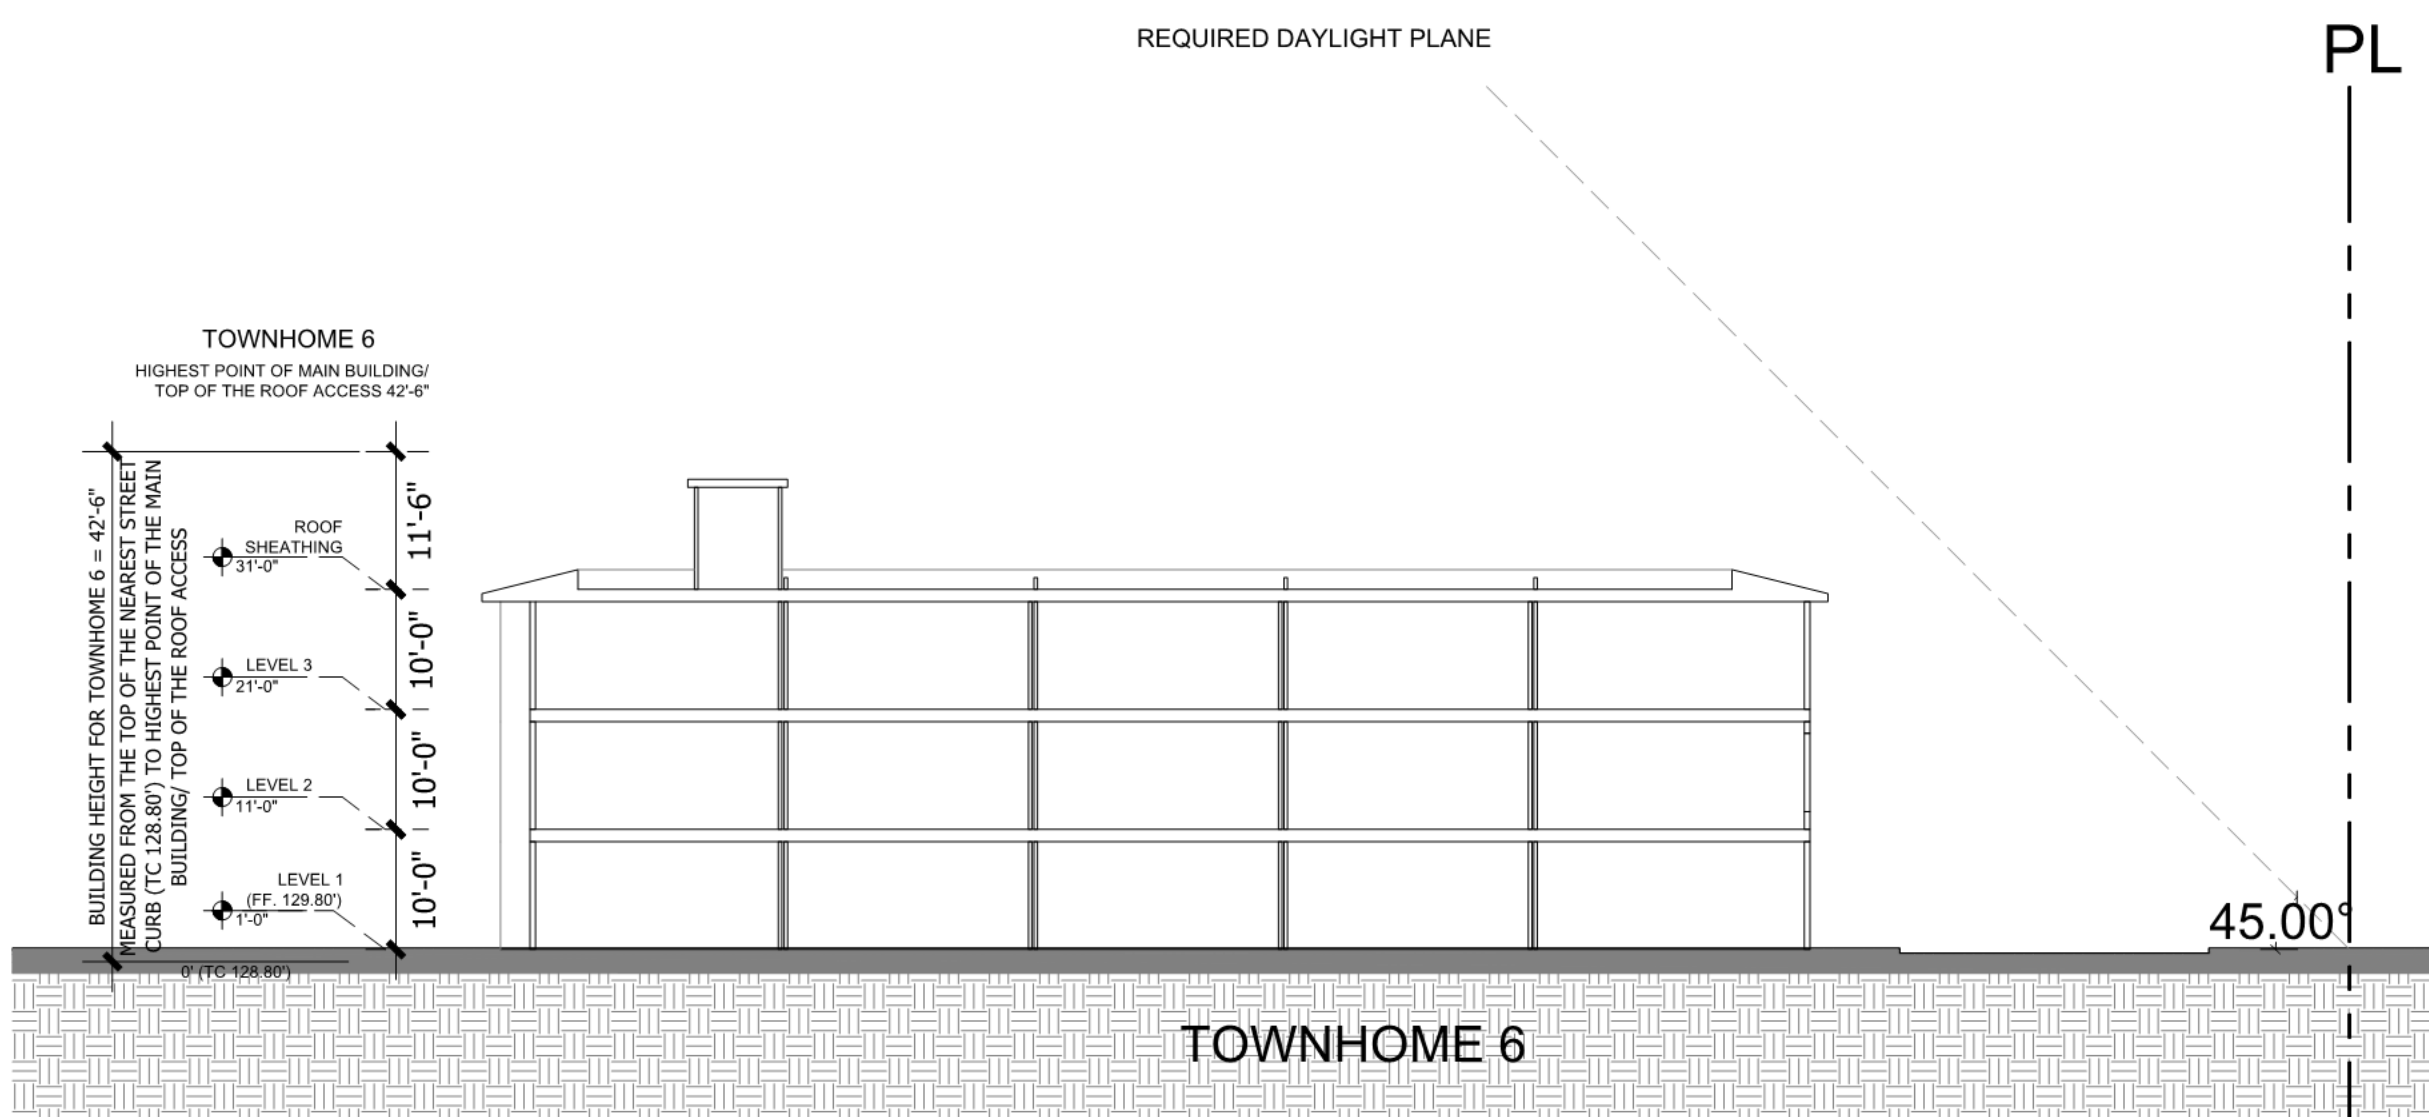 REQUIRED DAYLIGHT PLANE
PL
TOWNHOME 6
HIGHEST POINT OF MAIN BUILDING/
TOP OF THE ROOF ACCESS 42'-6"
BUILDING HEIGHT FOR TOWNHOME 6 = 42'-6"
MEASURED FROM THE TOP OF THE NEAREST STREET
CURB (TC 128.80') TO HIGHEST POINT OF THE MAIN
BUILDING/ TOP OF THE ROOF ACCESS
ROOF
SHEATHING
31'-0"
LEVEL 3
21'-0"
LEVEL 2
11'-0"
LEVEL 1
(FF. 129.80')
1'-0"
0' (TC 128.80')
11'-6"
10'-0"
10'-0"
10'-0"
45.00°
TOWNHOME 6